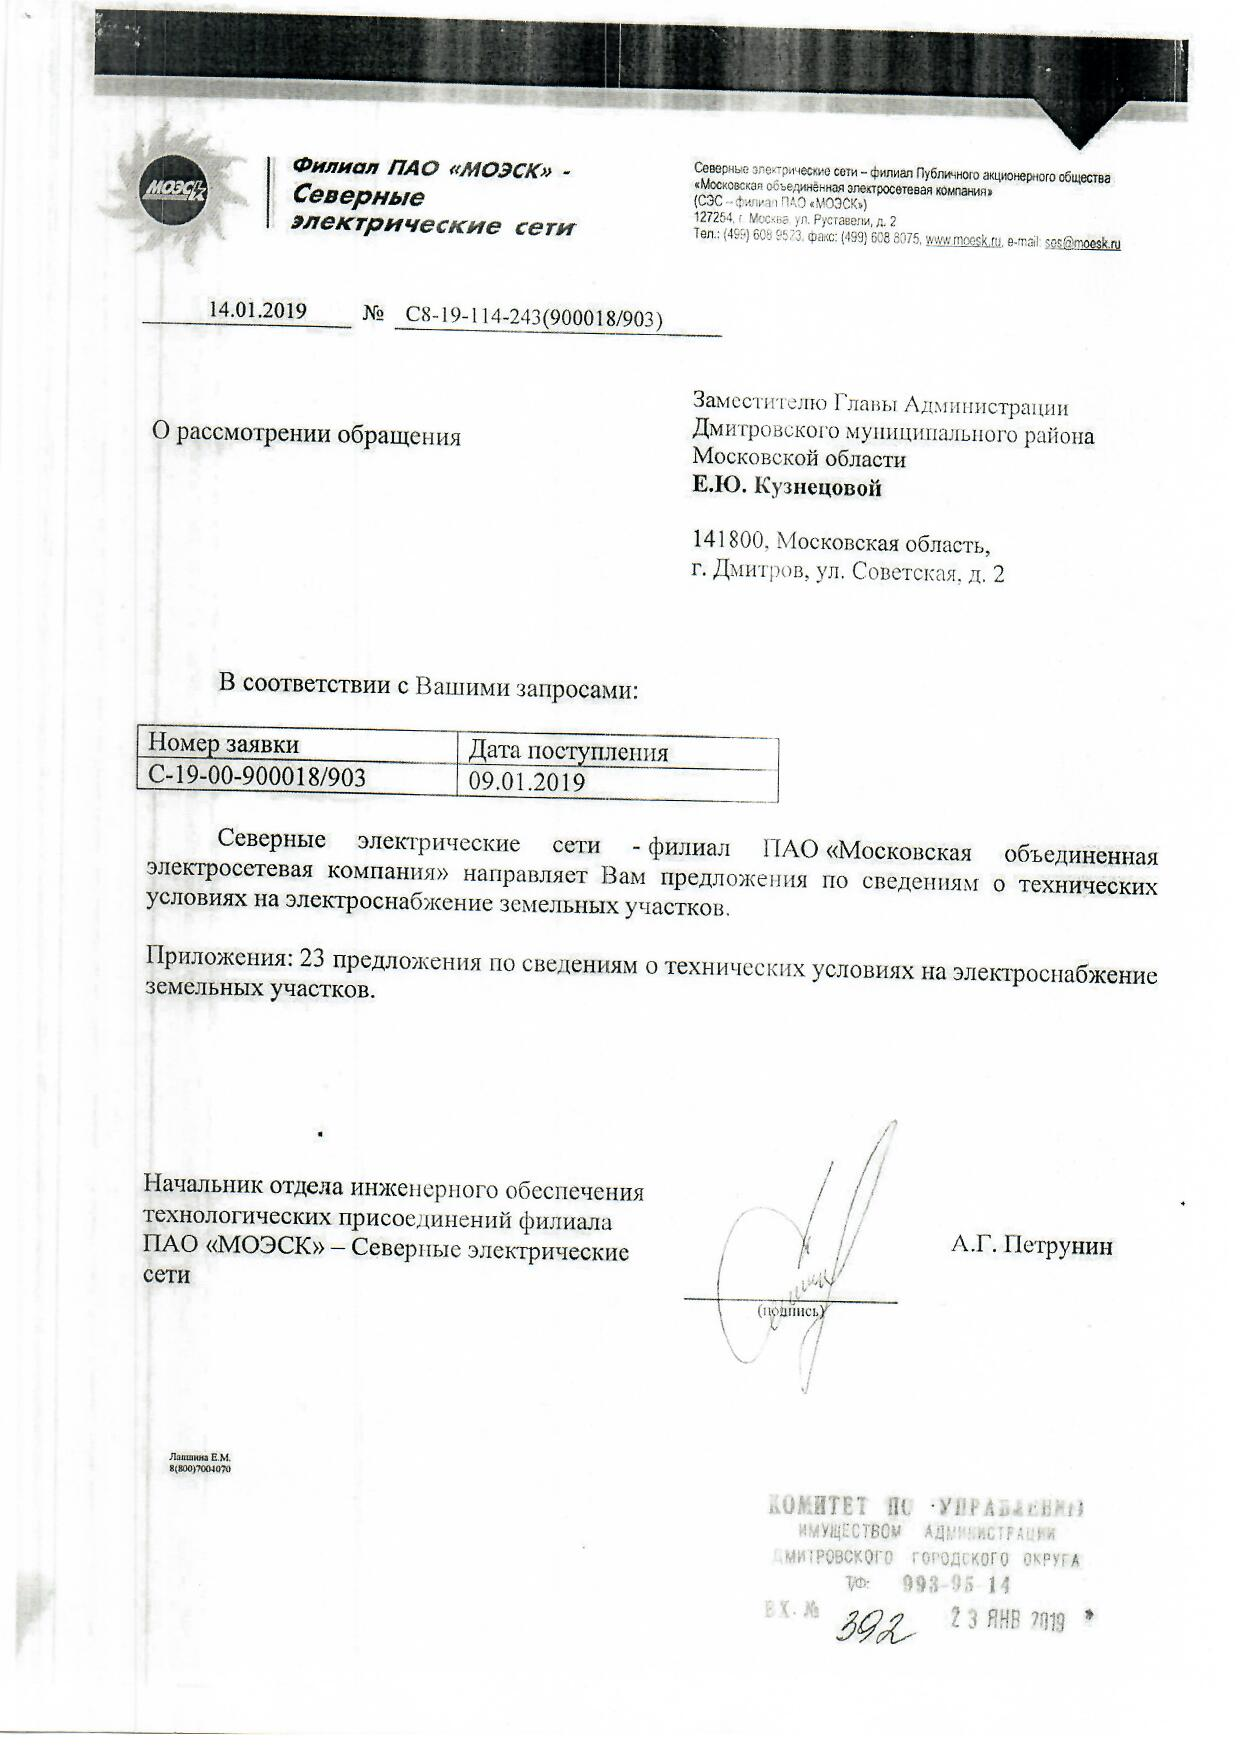 МОЭСК
Филиал ПАО «МОЭСК» -
Северные
электрические сети
Северные электрические сети – филиал Публичного акционерного общества
«Московская объединённая электросетевая компания»
(СЭС – филиал ПАО «МОЭСК»)
127254, г. Москва, ул. Руставели, д. 2
Тел.: (499) 608 9523, факс: (499) 608 8075, www.moesk.ru, e-mail: ses@moesk.ru
14.01.2019 № С8-19-114-243(900018/903)
О рассмотрении обращения
Заместителю Главы Администрации
Дмитровского муниципального района
Московской области
Е.Ю. Кузнецовой
141800, Московская область,
г. Дмитров, ул. Советская, д. 2
В соответствии с Вашими запросами:
Номер заявки Дата поступления
С-19-00-900018/903 09.01.2019
Северные электрические сети - филиал ПАО «Московская объединенная
электросетевая компания» направляет Вам предложения по сведениям о технических
условиях на электроснабжение земельных участков.
Приложения: 23 предложения по сведениям о технических условиях на электроснабжение
земельных участков.
Начальник отдела инженерного обеспечения
технологических присоединений филиала
ПАО «МОЭСК» – Северные электрические
сети
А.Г. Петрунин
(подпись)
Лапшина Е.М.
8(800)7004070
КОМИТЕТ ПО УПРАВЛЕНИЮ
ИМУЩЕСТВОМ АДМИНИСТРАЦИИ
ДМИТРОВСКОГО ГОРОДСКОГО ОКРУГА
Т/Ф: 993-95-14
ВХ. № 392 23 ЯНВ 2019 *